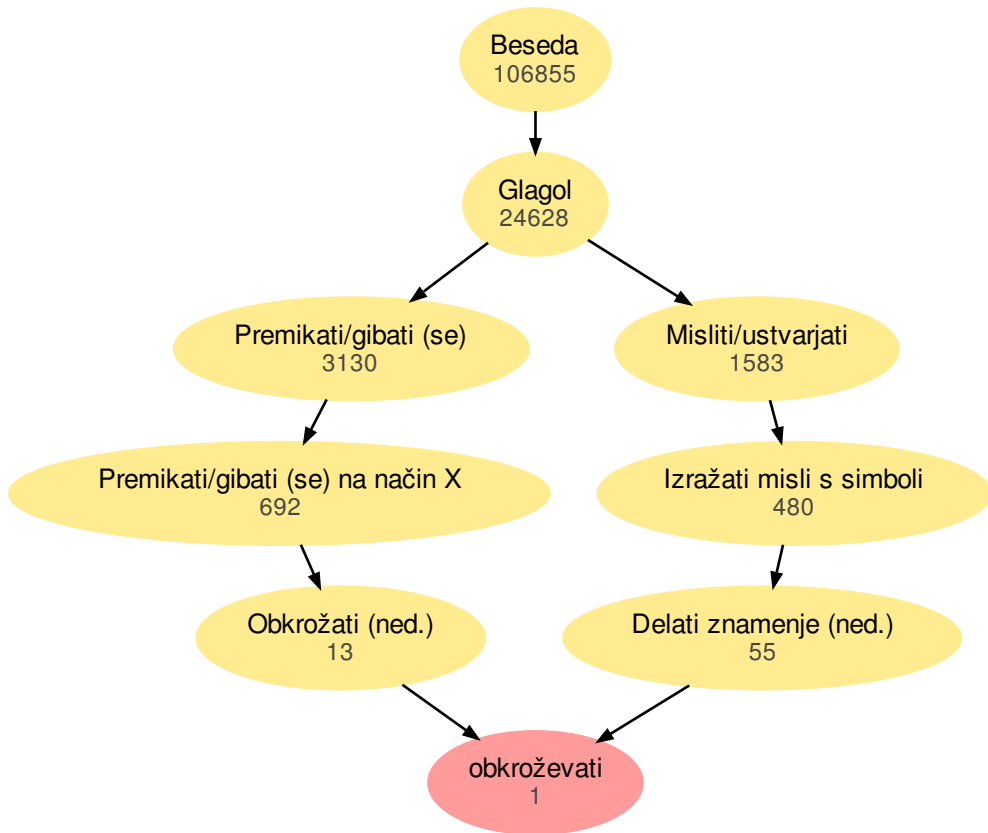 Beseda
106855
Glagol
24628
Premikati/gibati (se)
3130
Misliti/ustvarjati
1583
Premikati/gibati (se) na način X
692
Izražati misli s simboli
480
Obkrožati (ned.)
13
Delati znamenje (ned.)
55
obkroževati
1